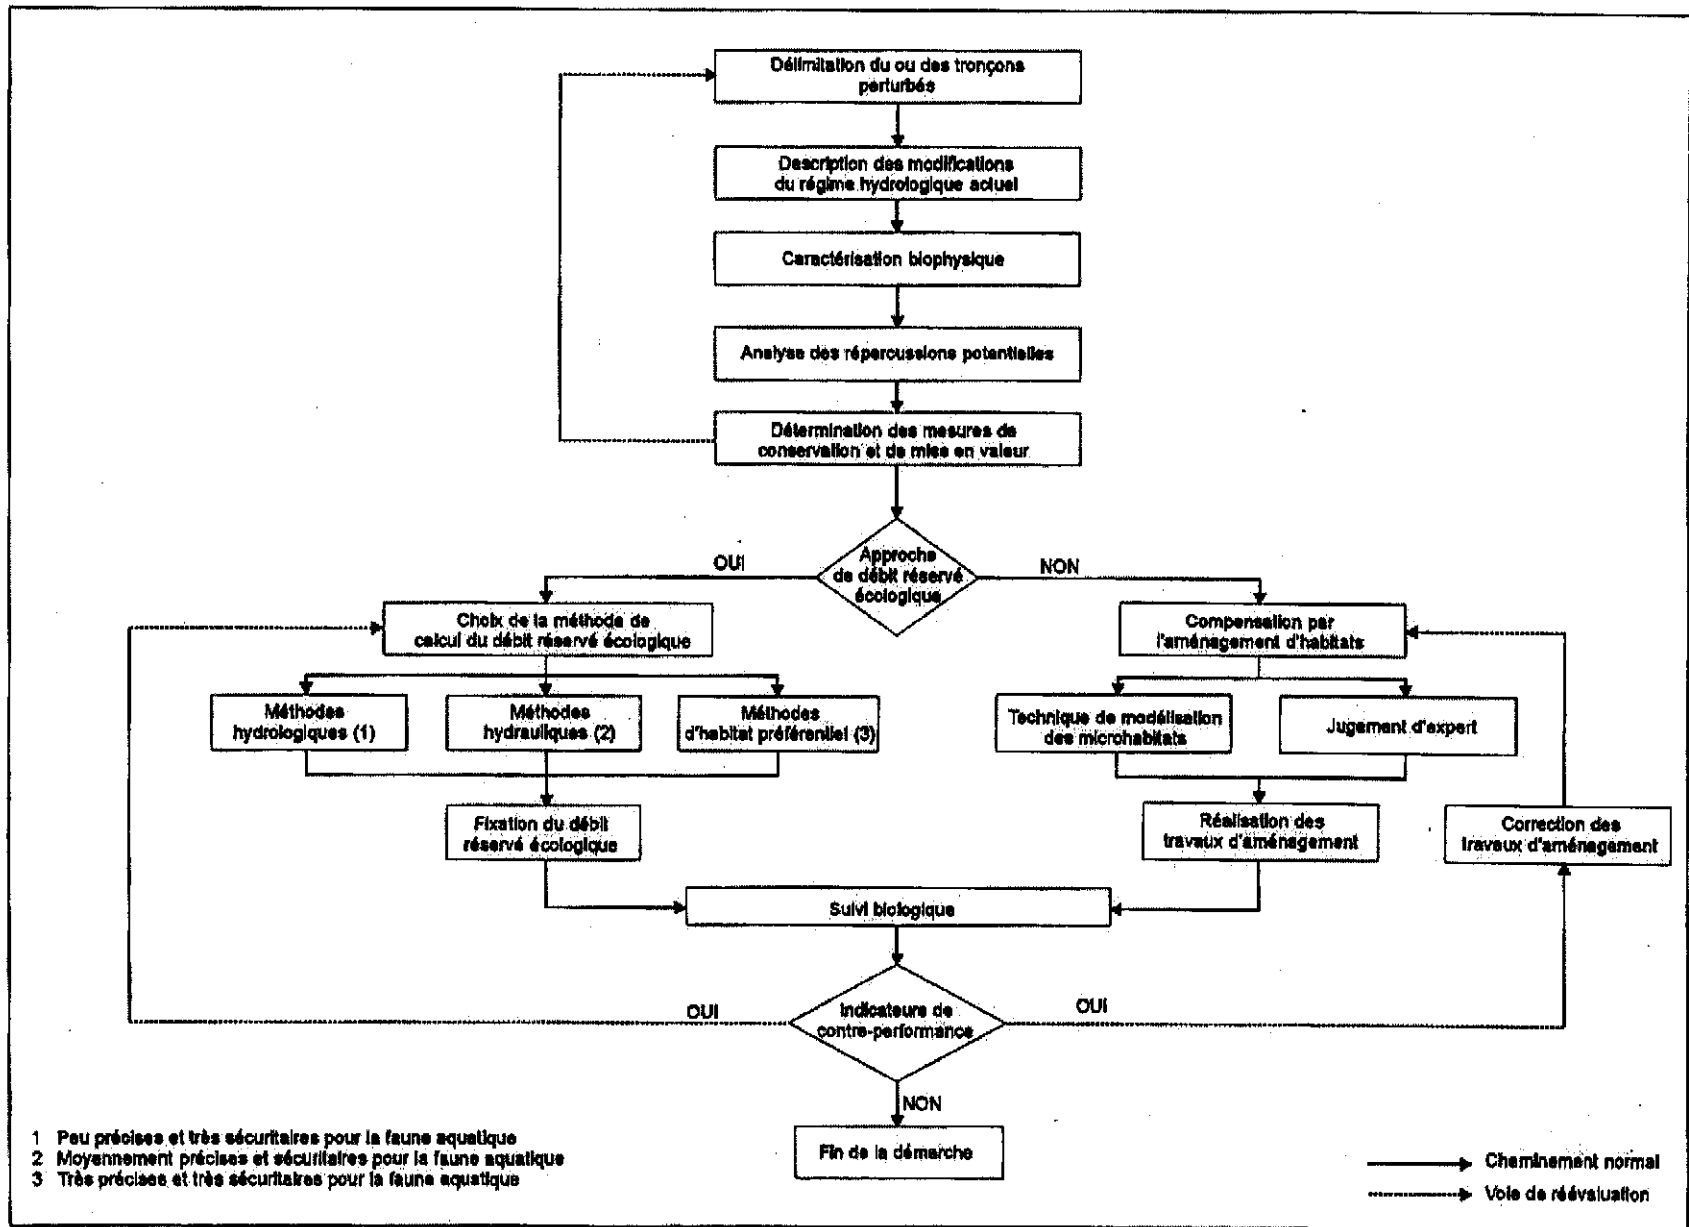 Délimitation du ou des tronçons
perturbés
Description des modifications
du régime hydrologique actuel
Caractérisation biophysique
Analyse des répercussions potentielles
Détermination des mesures de
conservation et de mise en valeur
Approche
de débit réservé
écologique
OUI
NON
Choix de la méthode de
calcul du débit réservé écologique
Compensation par
l'aménagement d'habitats
Méthodes
hydrologiques (1)
Méthodes
hydrauliques (2)
Méthodes
d'habitat préférentiel (3)
Technique de modélisation
des microhabitats
Jugement d'expert
Fixation du débit
réservé écologique
Réalisation des
travaux d'aménagement
Correction des
travaux d'aménagement
Suivi biologique
Indicateurs de
contre-performance
OUI
OUI
NON
Fin de la démarche
1 Peu précises et très sécuritaires pour la faune aquatique
2 Moyennement précises et sécuritaires pour la faune aquatique
3 Très précises et très sécuritaires pour la faune aquatique
Cheminement normal
Voie de réévaluation